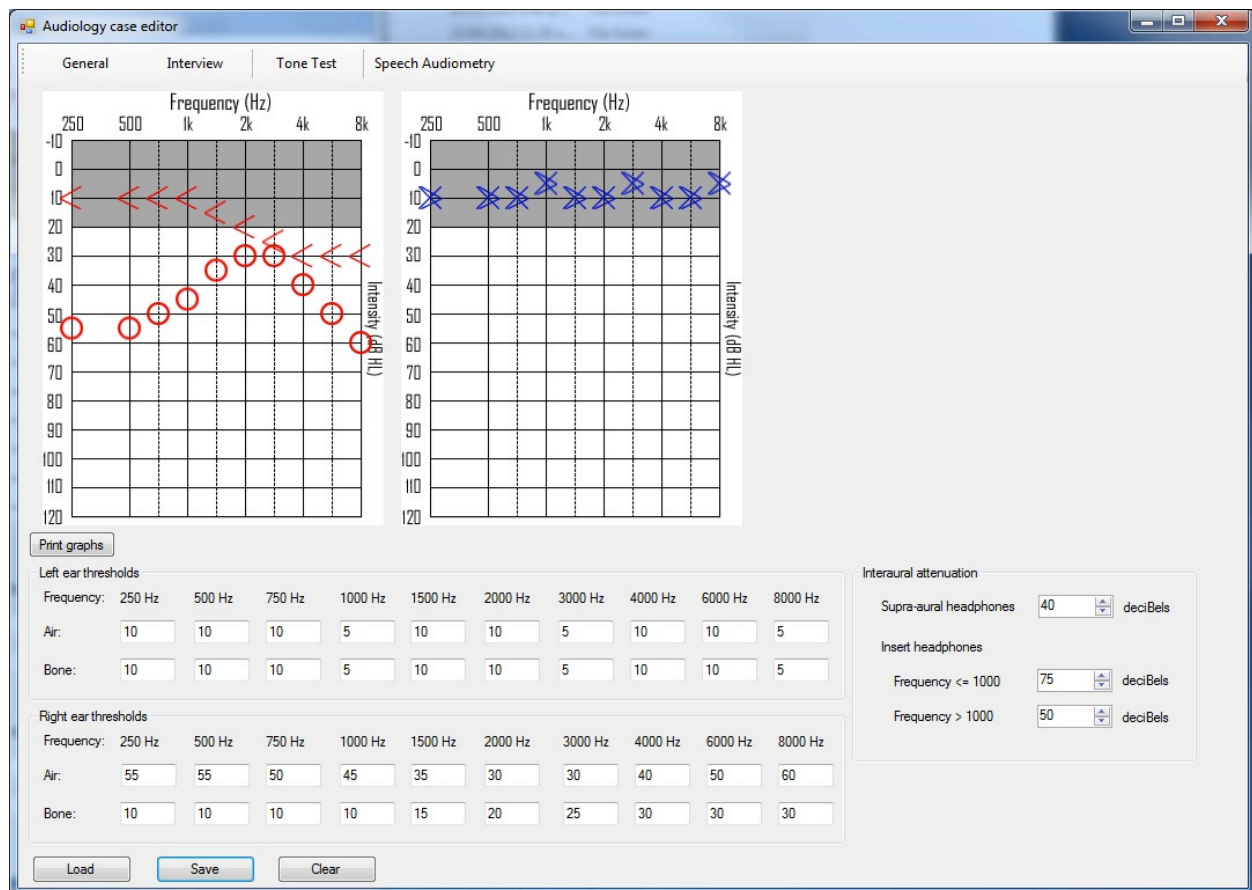 Audiology case editor
General Interview Tone Test Speech Audiometry
Frequency (Hz)
250 500 1k 2k 4k 8k
-10
0
10
20
30
40
50
60
70
80
90
100
110
120
Intensity (dB HL)
Frequency (Hz)
250 500 1k 2k 4k 8k
-10
0
10
20
30
40
50
60
70
80
90
100
110
120
Intensity (dB HL)
Print graphs
Left ear thresholds
Frequency: 250 Hz 500 Hz 750 Hz 1000 Hz 1500 Hz 2000 Hz 3000 Hz 4000 Hz 6000 Hz 8000 Hz
Air: 10 10 10 5 10 10 5 10 10 5
Bone: 10 10 10 5 10 10 5 10 10 5
Right ear thresholds
Frequency: 250 Hz 500 Hz 750 Hz 1000 Hz 1500 Hz 2000 Hz 3000 Hz 4000 Hz 6000 Hz 8000 Hz
Air: 55 55 50 45 35 30 30 40 50 60
Bone: 10 10 10 10 15 20 25 30 30 30
Interaural attenuation
Supra-aural headphones 40 deciBels
Insert headphones
Frequency <= 1000 75 deciBels
Frequency > 1000 50 deciBels
Load Save Clear